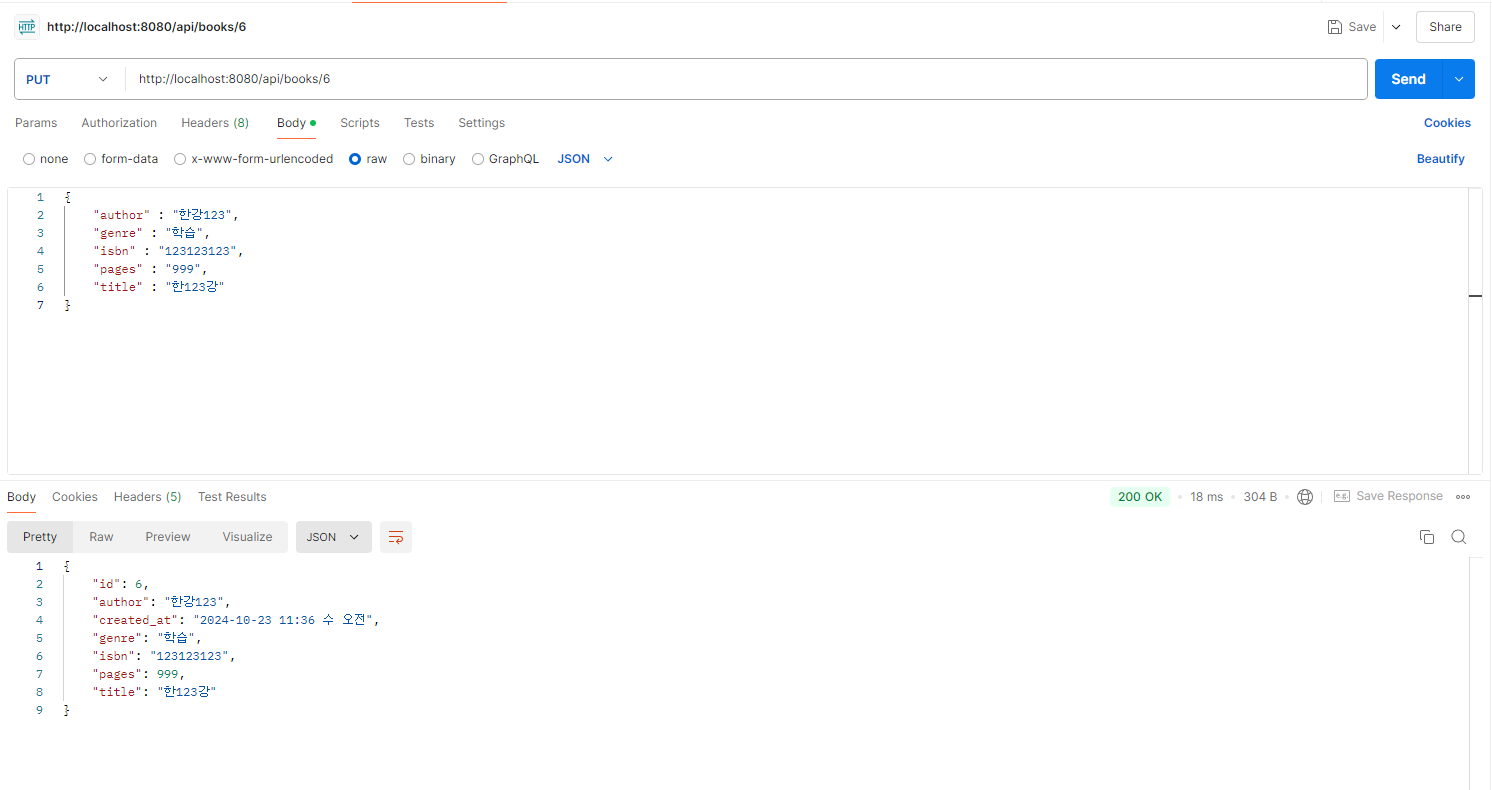 HTTP http://localhost:8080/api/books/6 Save Share
PUT http://localhost:8080/api/books/6 Send
Params Authorization Headers (8) Body Scripts Tests Settings Cookies
none form-data x-www-form-urlencoded raw binary GraphQL JSON Beautify
1 {
2 "author" : "한강123",
3 "genre" : "학습",
4 "isbn" : "123123123",
5 "pages" : "999",
6 "title" : "한123강"
7 }
Body Cookies Headers (5) Test Results 200 OK 18 ms 304 B e.g. Save Response
Pretty Raw Preview Visualize JSON
1 {
2 "id": 6,
3 "author": "한강123",
4 "created_at": "2024-10-23 11:36 수 오전",
5 "genre": "학습",
6 "isbn": "123123123",
7 "pages": 999,
8 "title": "한123강"
9 }